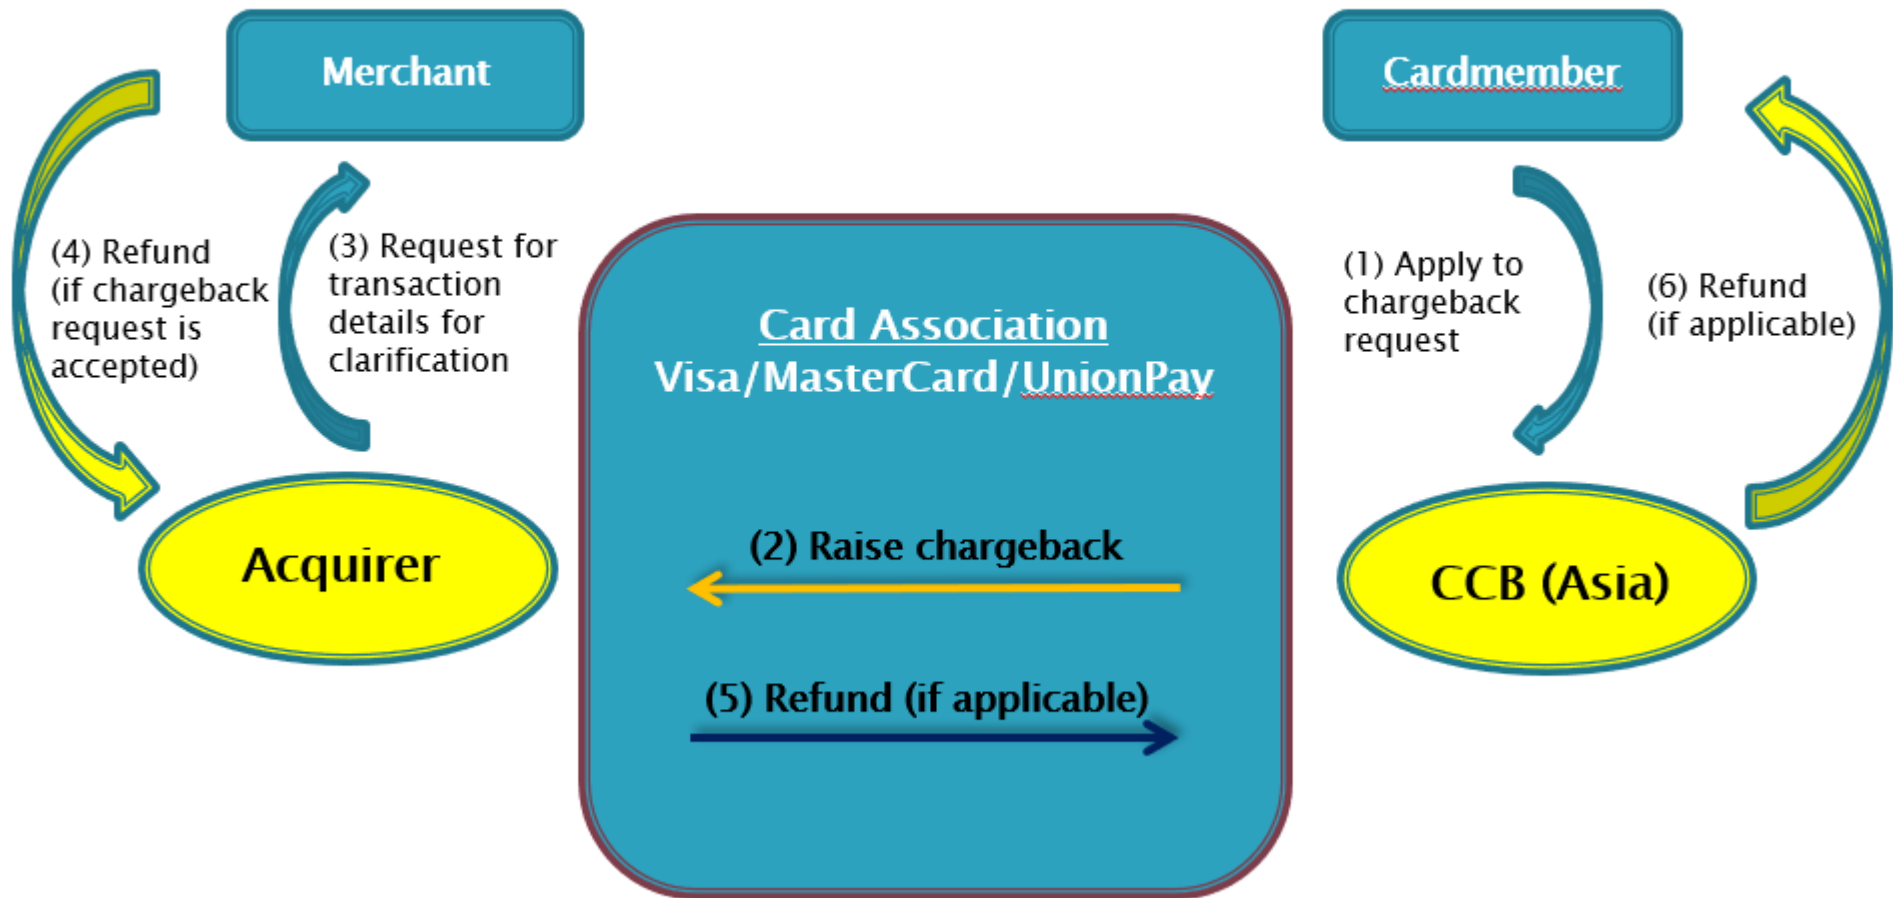 Merchant
Cardmember
(4) Refund
(if chargeback
request is
accepted)
(3) Request for
transaction
details for
clarification
Card Association
Visa/MasterCard/UnionPay
(1) Apply to
chargeback
request
(6) Refund
(if applicable)
Acquirer
(2) Raise chargeback
CCB (Asia)
(5) Refund (if applicable)